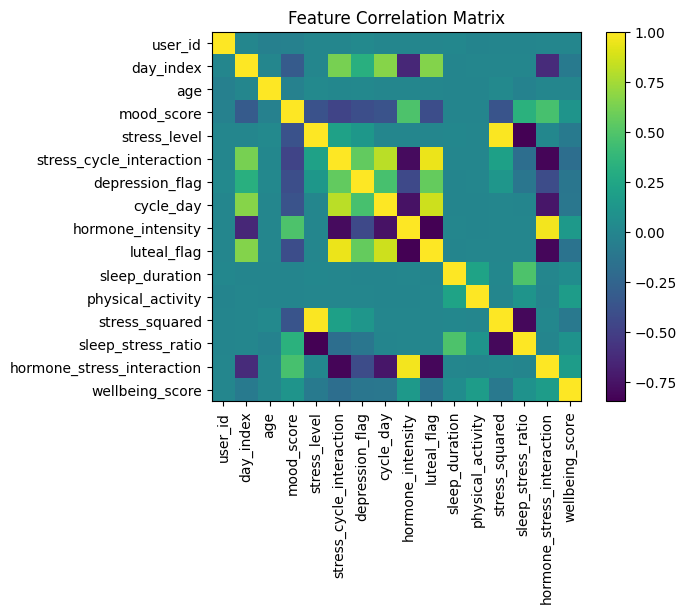 Feature Correlation Matrix
user_id
day_index
age
mood_score
stress_level
stress_cycle_interaction
depression_flag
cycle_day
hormone_intensity
luteal_flag
sleep_duration
physical_activity
stress_squared
sleep_stress_ratio
hormone_stress_interaction
wellbeing_score
user_id
day_index
age
mood_score
stress_level
stress_cycle_interaction
depression_flag
cycle_day
hormone_intensity
luteal_flag
sleep_duration
physical_activity
stress_squared
sleep_stress_ratio
hormone_stress_interaction
wellbeing_score
1.00
0.75
0.50
0.25
0.00
−0.25
−0.50
−0.75